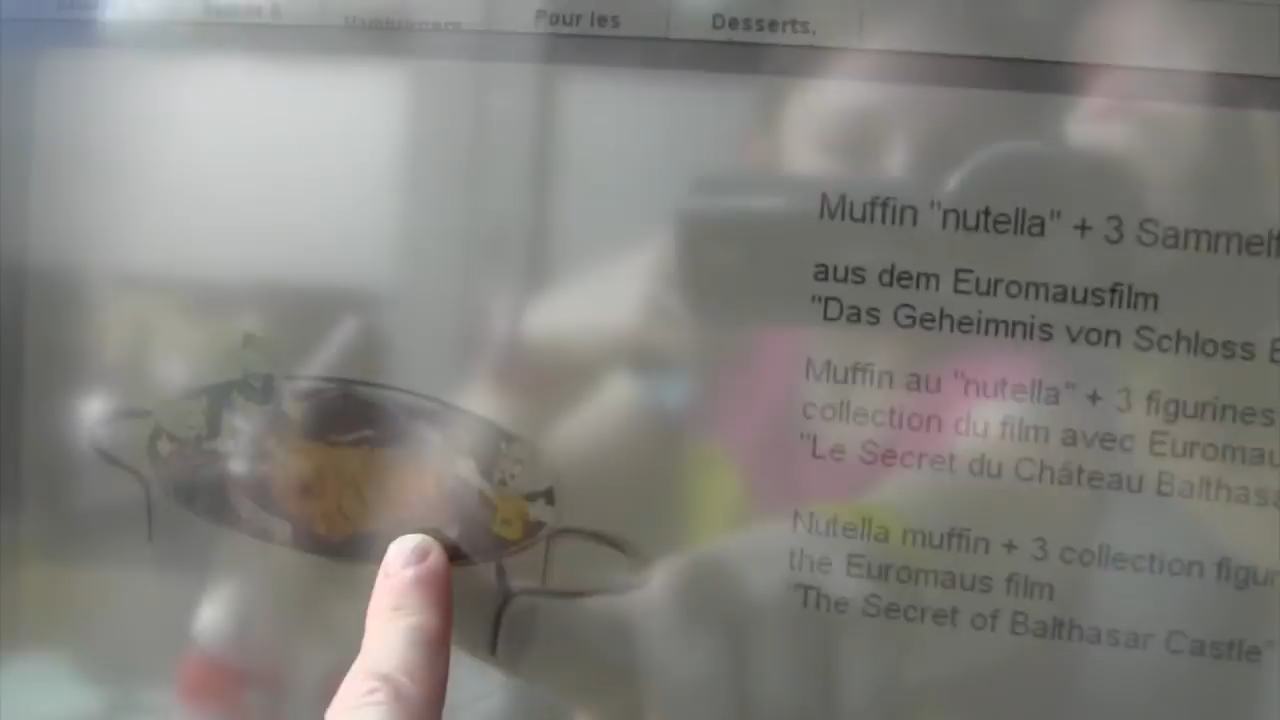 Pour les
Desserts,
Muffin "nutella" + 3
aus dem Euromausfilm
"Das Geheimnis von Schloss
Muffin au "nutella" + 3 figurines
collection du film avec
"Le Secret du Château
Nutella muffin + 3 collection
the Euromaus film
"The Secret of Balthasar Castle"